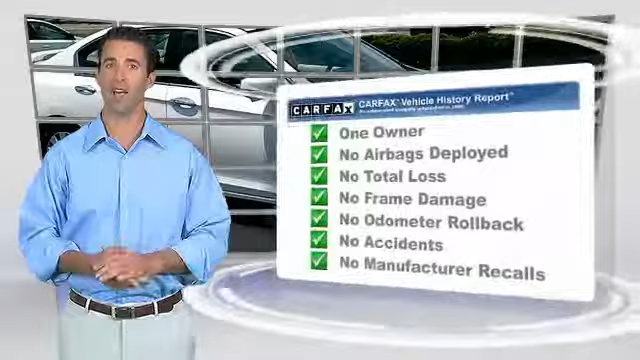 CARFAX CARFAX Vehicle History Report™
One Owner
No Airbags Deployed
No Total Loss
No Frame Damage
No Odometer Rollback
No Accidents
No Manufacturer Recalls